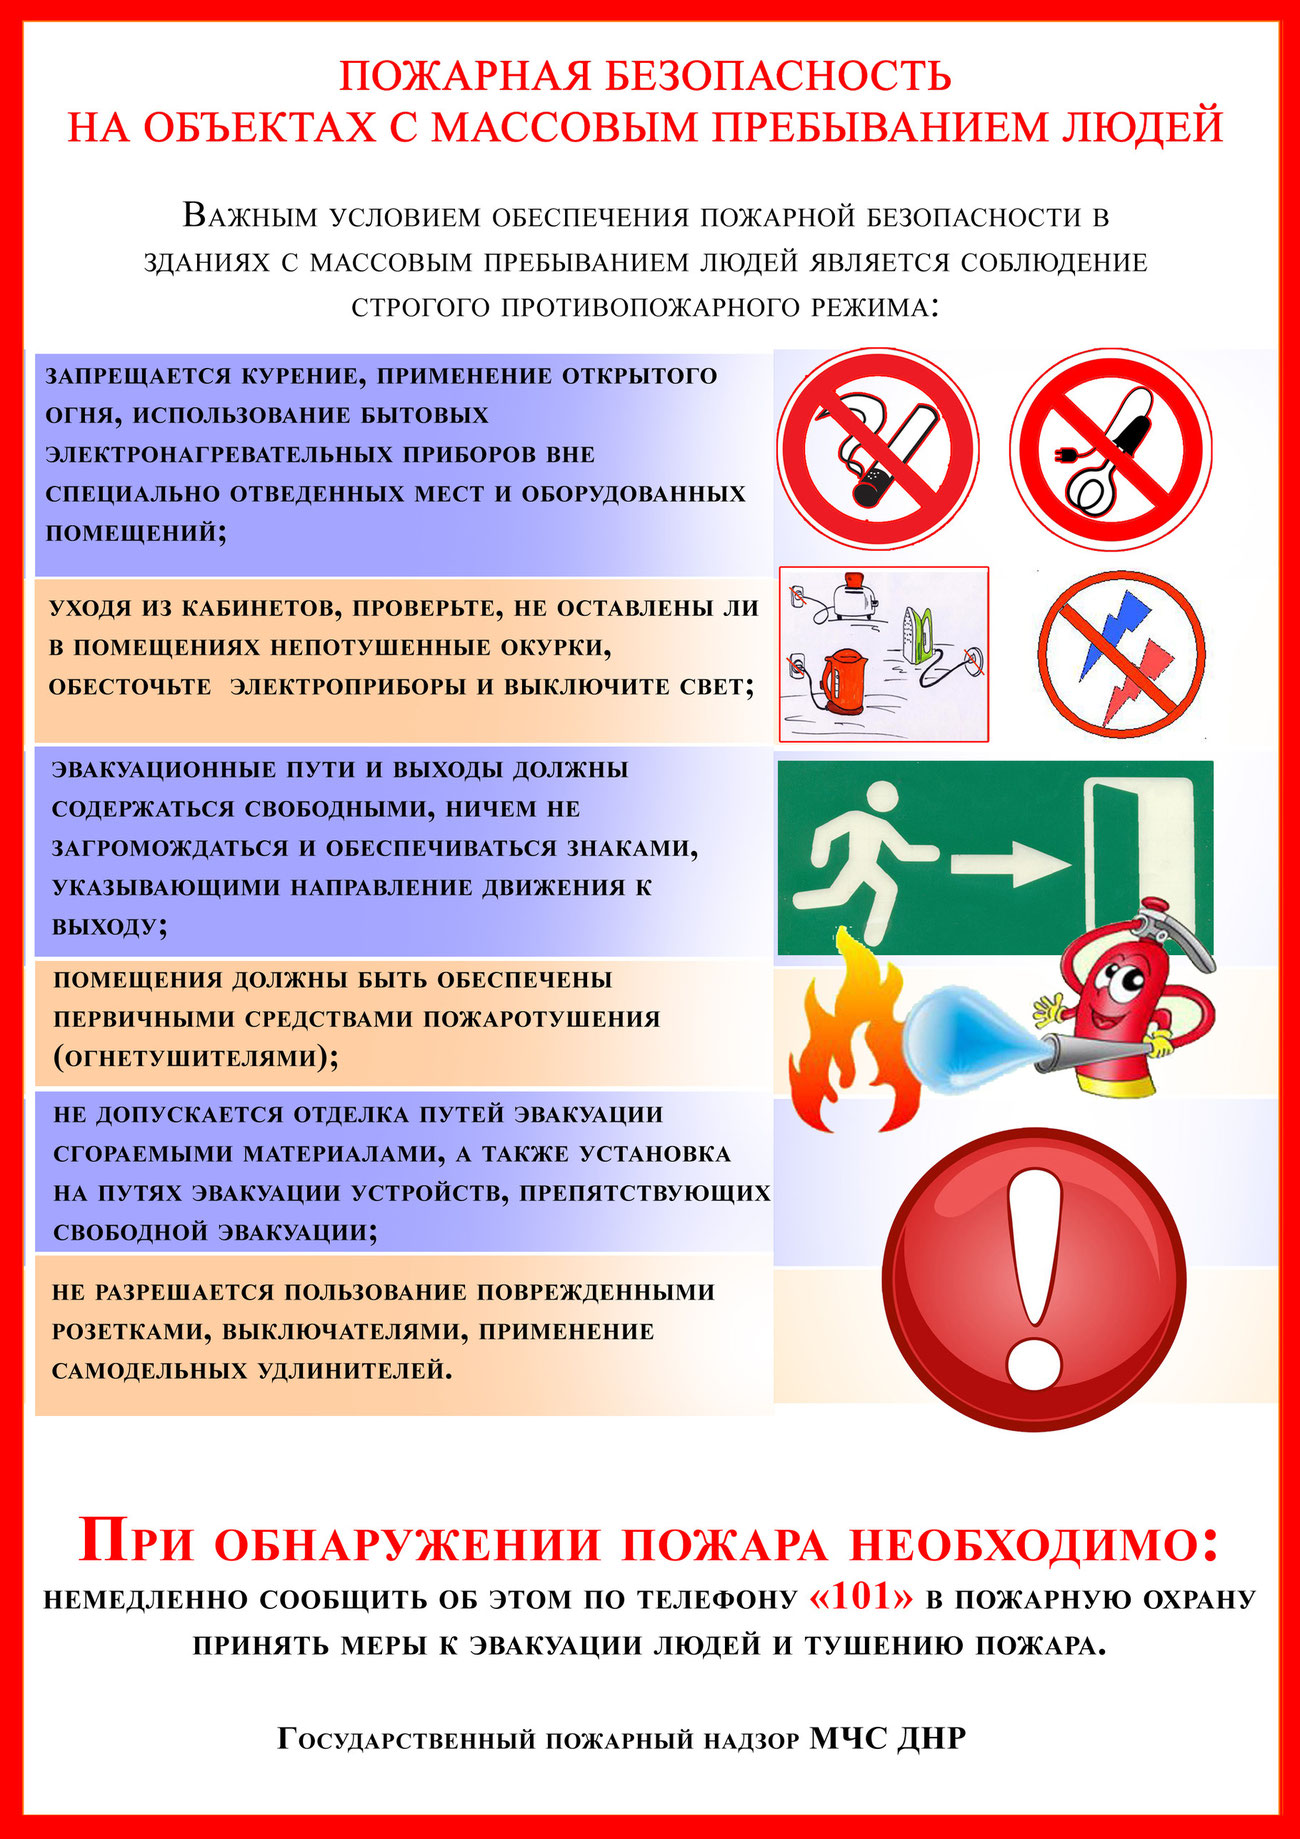 ПОЖАРНАЯ БЕЗОПАСНОСТЬ
НА ОБЪЕКТАХ С МАССОВЫМ ПРЕБЫВАНИЕМ ЛЮДЕЙ
Важным условием обеспечения пожарной безопасности в
зданиях с массовым пребыванием людей является соблюдение
строгого противопожарного режима:
запрещается курение, применение открытого
огня, использование бытовых
электронагревательных приборов вне
специально отведенных мест и оборудованных
помещений;
уходя из кабинетов, проверьте, не оставлены ли
в помещениях непотушенные окурки,
обесточьте электроприборы и выключите свет;
эвакуационные пути и выходы должны
содержаться свободными, ничем не
загромождаться и обеспечиваться знаками,
указывающими направление движения к
выходу;
помещения должны быть обеспечены
первичными средствами пожаротушения
(огнетушителями);
не допускается отделка путей эвакуации
сгораемыми материалами, а также установка
на путях эвакуации устройств, препятствующих
свободной эвакуации;
не разрешается пользование поврежденными
розетками, выключателями, применение
самодельных удлинителей.
При обнаружении пожара необходимо:
немедленно сообщить об этом по телефону «101» в пожарную охрану
принять меры к эвакуации людей и тушению пожара.
Государственный пожарный надзор МЧС ДНР